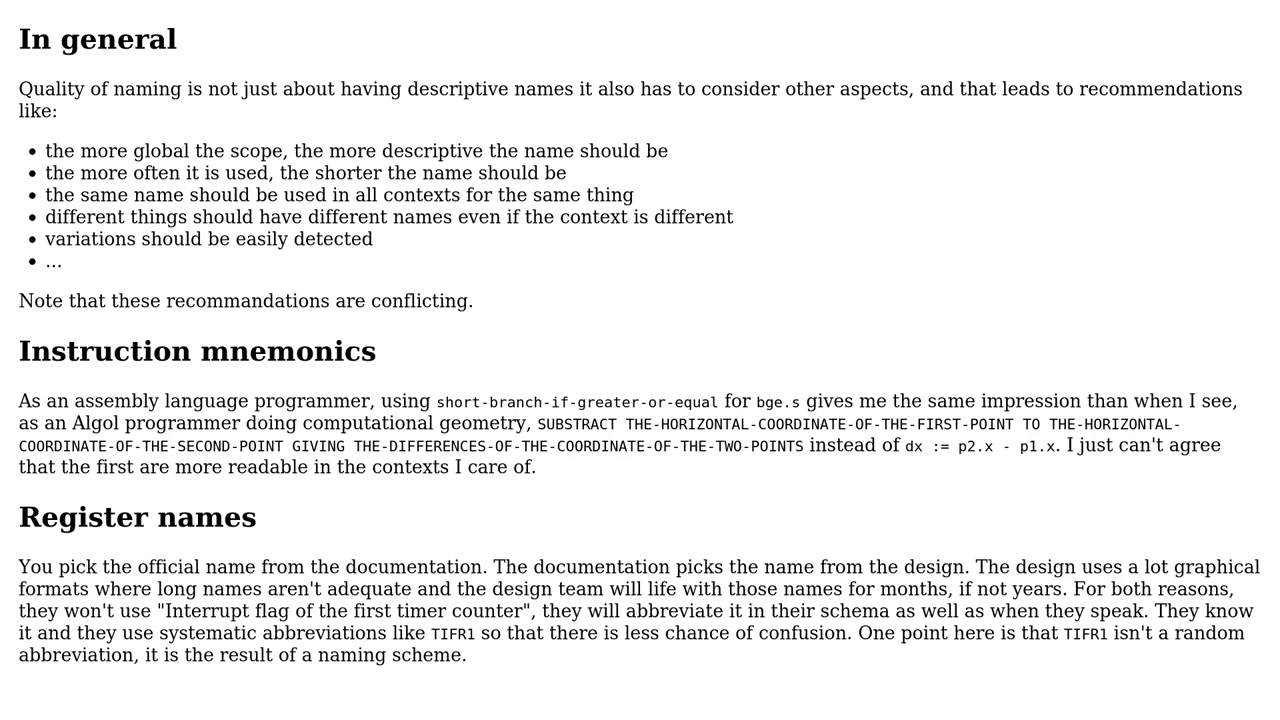 In general
Quality of naming is not just about having descriptive names it also has to consider other aspects, and that leads to recommendations
like:
• the more global the scope, the more descriptive the name should be
• the more often it is used, the shorter the name should be
• the same name should be used in all contexts for the same thing
• different things should have different names even if the context is different
• variations should be easily detected
• ...
Note that these recommandations are conflicting.
Instruction mnemonics
As an assembly language programmer, using short-branch-if-greater-or-equal for bge.s gives me the same impression than when I see,
as an Algol programmer doing computational geometry, SUBSTRACT THE-HORIZONTAL-COORDINATE-OF-THE-FIRST-POINT TO THE-HORIZONTAL-
COORDINATE-OF-THE-SECOND-POINT GIVING THE-DIFFERENCES-OF-THE-COORDINATE-OF-THE-TWO-POINTS instead of dx := p2.x - p1.x. I just can't agree
that the first are more readable in the contexts I care of.
Register names
You pick the official name from the documentation. The documentation picks the name from the design. The design uses a lot graphical
formats where long names aren't adequate and the design team will life with those names for months, if not years. For both reasons,
they won't use "Interrupt flag of the first timer counter", they will abbreviate it in their schema as well as when they speak. They know
it and they use systematic abbreviations like TIFR1 so that there is less chance of confusion. One point here is that TIFR1 isn't a random
abbreviation, it is the result of a naming scheme.